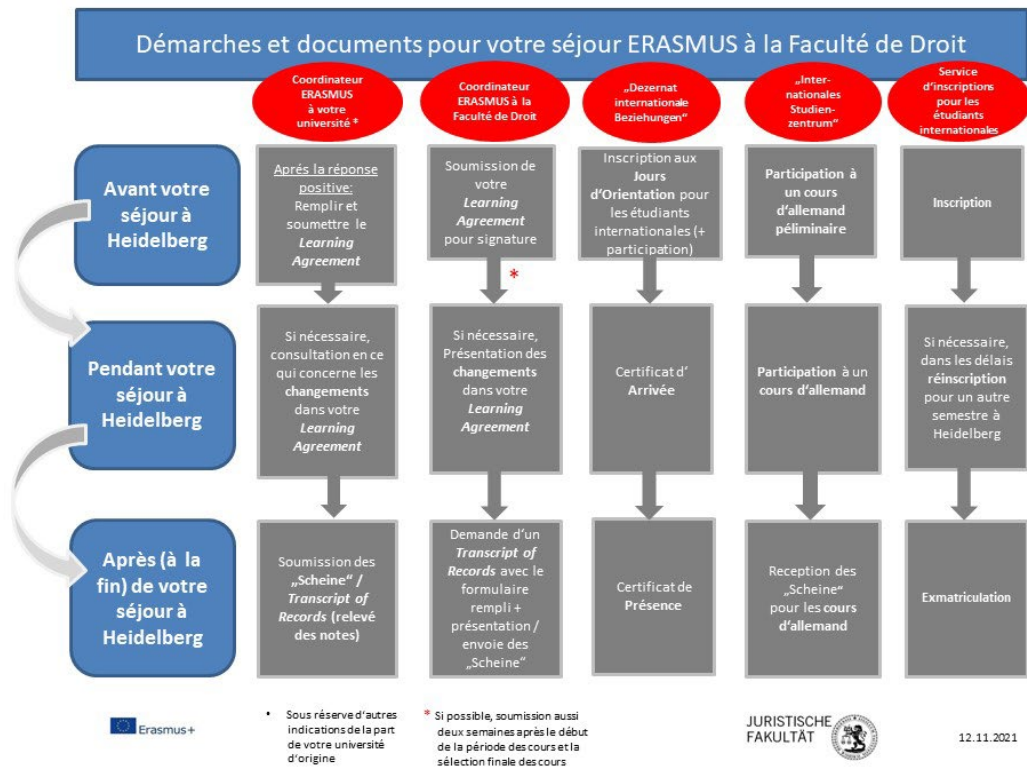 Démarches et documents pour votre séjour ERASMUS à la Faculté de Droit
Coordinateur
ERASMUS
à votre
université *
Coordinateur
ERASMUS à la
Faculté de Droit
„Dezernat
internationale
Beziehungen“
„Inter-
nationales
Studien-
zentrum“
Service
d‘inscriptions
pour les
étudiants
internationales
Avant votre
séjour à
Heidelberg
Aprés la réponse
positive:
Remplir et
soumettre le
Learning
Agreement
Soumission de
votre
Learning
Agreement
pour signature
*
Inscription aux
Jours
d‘Orientation pour
les étudiants
internationales (+
participation)
Participation à
un cours
d‘allemand
péliminaire
Inscription
Pendant votre
séjour à
Heidelberg
Si nécessaire,
consultation en ce
qui concerne les
changements
dans votre
Learning
Agreement
Si nécessaire,
Présentation des
changements
dans votre
Learning
Agreement
Certificat d‘
Arrivée
Participation à un
cours d‘allemand
Si nécessaire,
dans les délais
réinscription
pour un autre
semestre à
Heidelberg
Après (à la
fin) de votre
séjour à
Heidelberg
Soumission des
„Scheine“ /
Transcript of
Records (relevé
des notes)
Demande d‘un
Transcript of
Records avec le
formulaire
rempli +
présentation /
envoie des
„Scheine“
Certificat de
Présence
Reception des
„Scheine“
pour les cours
d‘allemand
Exmatriculation
Erasmus+
• Sous réserve d‘autres
indications de la part
de votre université
d‘origine
* Si possible, soumission aussi
deux semaines après le début
de la période des cours et la
sélection finale des cours
JURISTISCHE
FAKULTÄT
12.11.2021